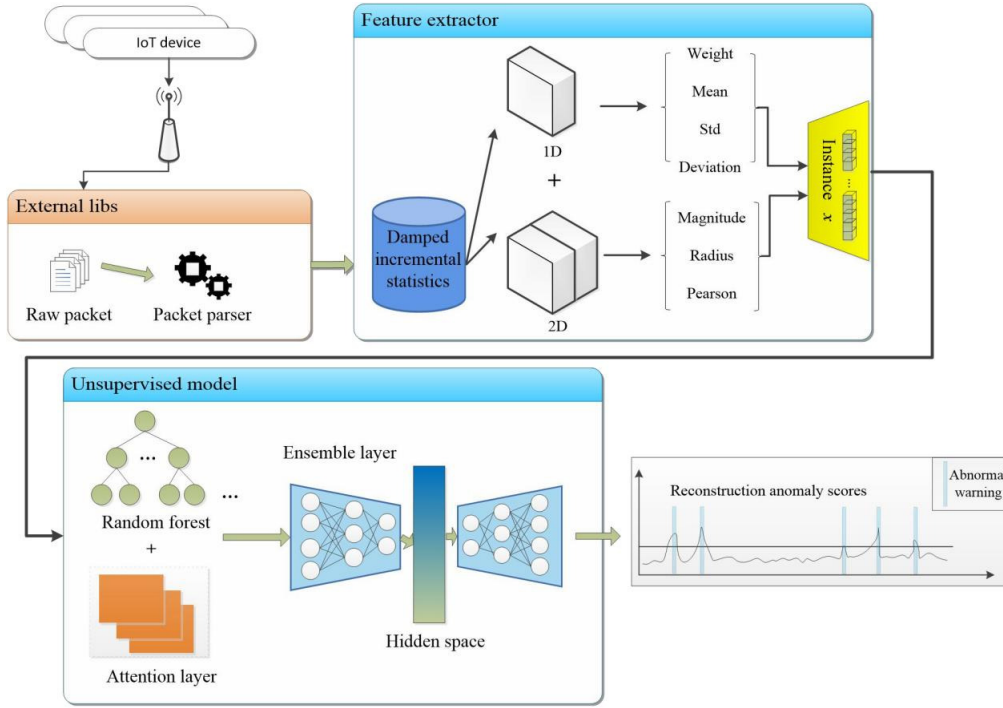 IoT device
External libs
Raw packet
Packet parser
Feature extractor
Damped
incremental
statistics
1D
+
2D
Weight
Mean
Std
Deviation
Magnitude
Radius
Pearson
Instance x
...
Unsupervised model
...
...
Random forest
+
Attention layer
Ensemble layer
Hidden space
Reconstruction anomaly scores
Abnormal
warning